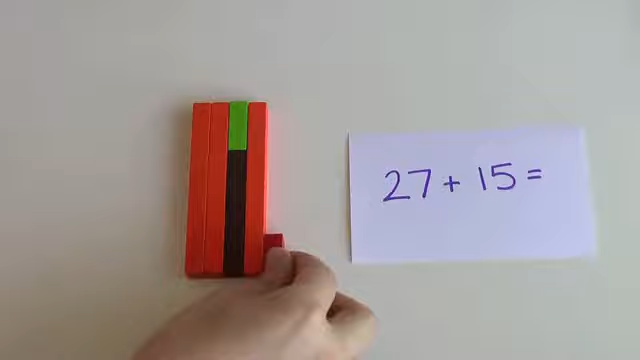 27 + 15 =